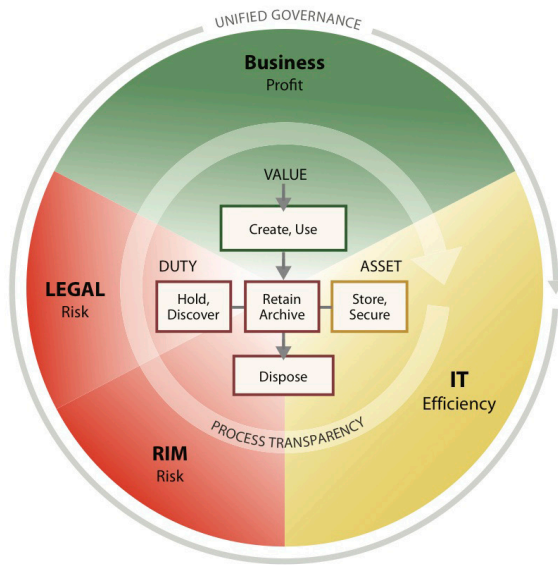 UNIFIED GOVERNANCE
Business
Profit
VALUE
Create, Use
DUTY
ASSET
Hold,
Discover
Retain
Archive
Store,
Secure
LEGAL
Risk
Dispose
IT
Efficiency
PROCESS TRANSPARENCY
RIM
Risk